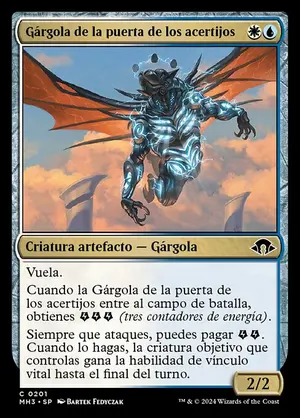 Gárgola de la puerta de los acertijos
Criatura artefacto — Gárgola
Vuela.
Cuando la Gárgola de la puerta de
los acertijos entre al campo de batalla,
obtienes (tres contadores de energía).
Siempre que ataques, puedes pagar .
Cuando lo hagas, la criatura objetivo que
controlas gana la habilidad de vínculo
vital hasta el final del turno.
2/2
C 0201
MH3 • SP Bartek Fedyczak
™ & © 2024 Wizards of the Coast